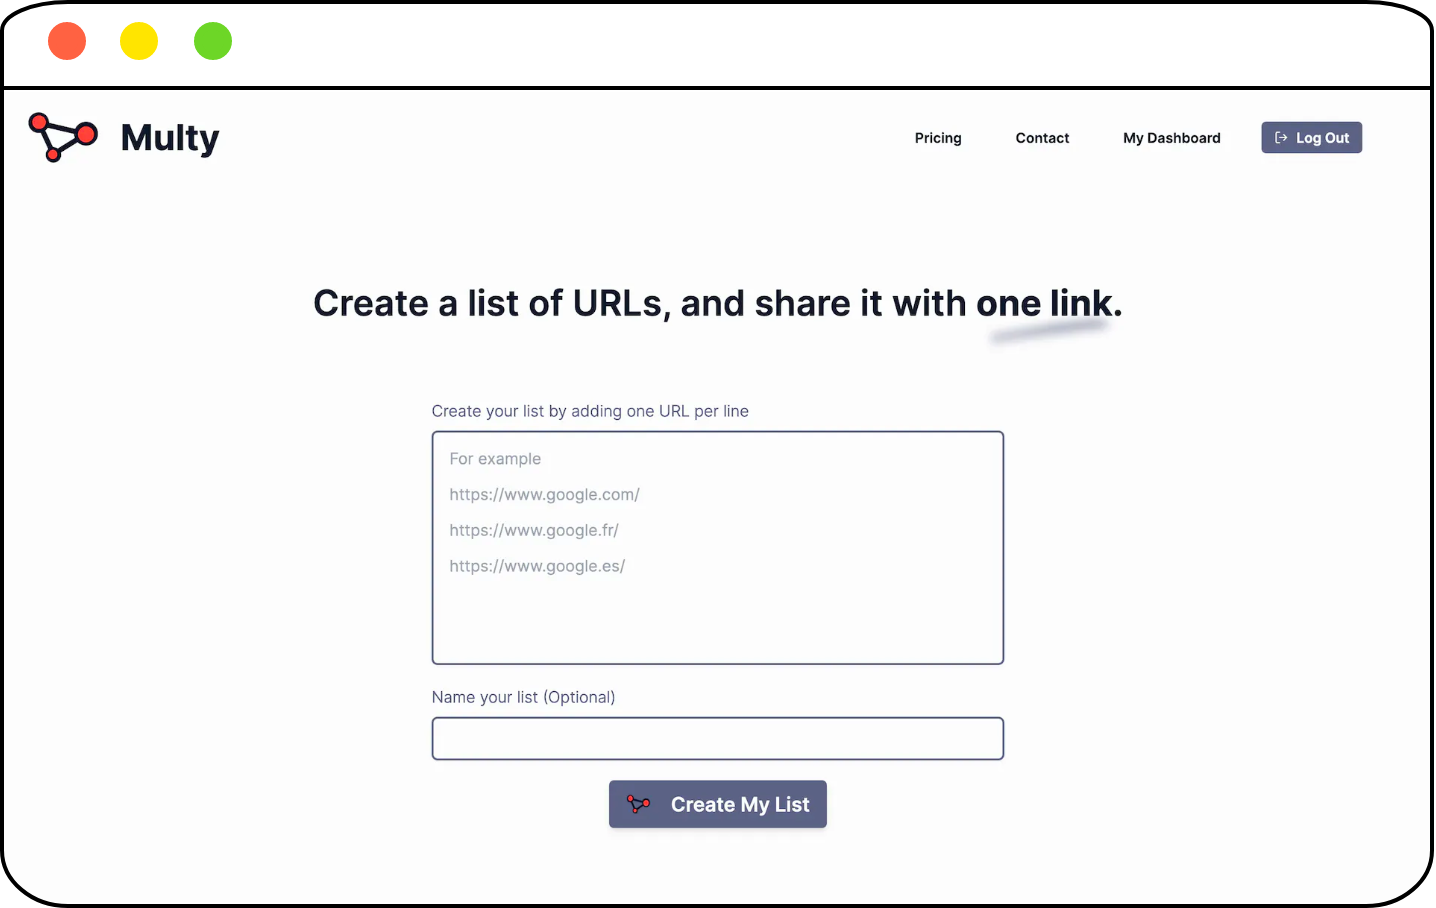 Multy
Pricing
Contact
My Dashboard
Log Out
Create a list of URLs, and share it with one link.
Create your list by adding one URL per line
For example
https://www.google.com/
https://www.google.fr/
https://www.google.es/
Name your list (Optional)
Create My List